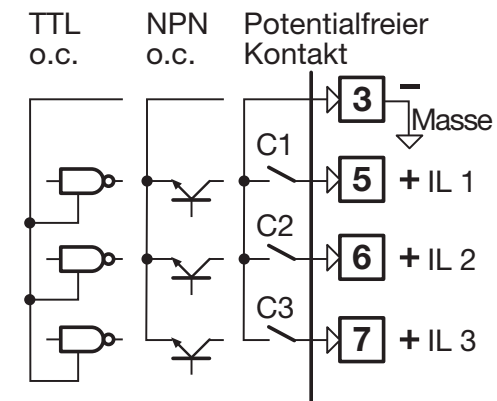 TTL o.c.
NPN o.c.
Potentialfreier Kontakt
3 – Masse
C1 5 + IL 1
C2 6 + IL 2
C3 7 + IL 3